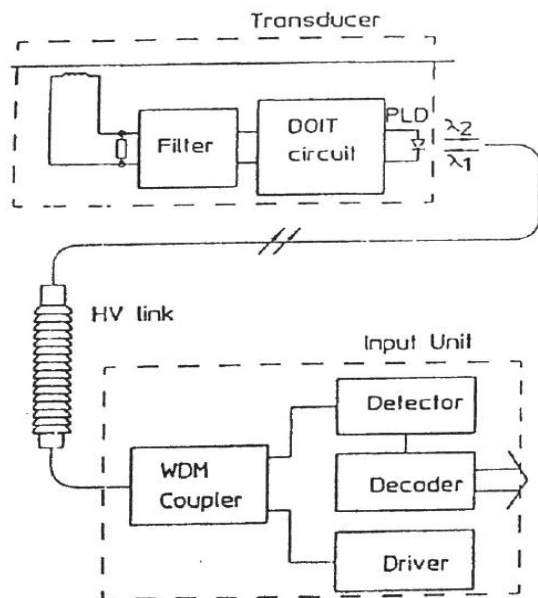 Transducer
PLD
λ2
Filter
DOIT
circuit
λ1
HV link
Input Unit
Detector
WDM
Coupler
Decoder
Driver